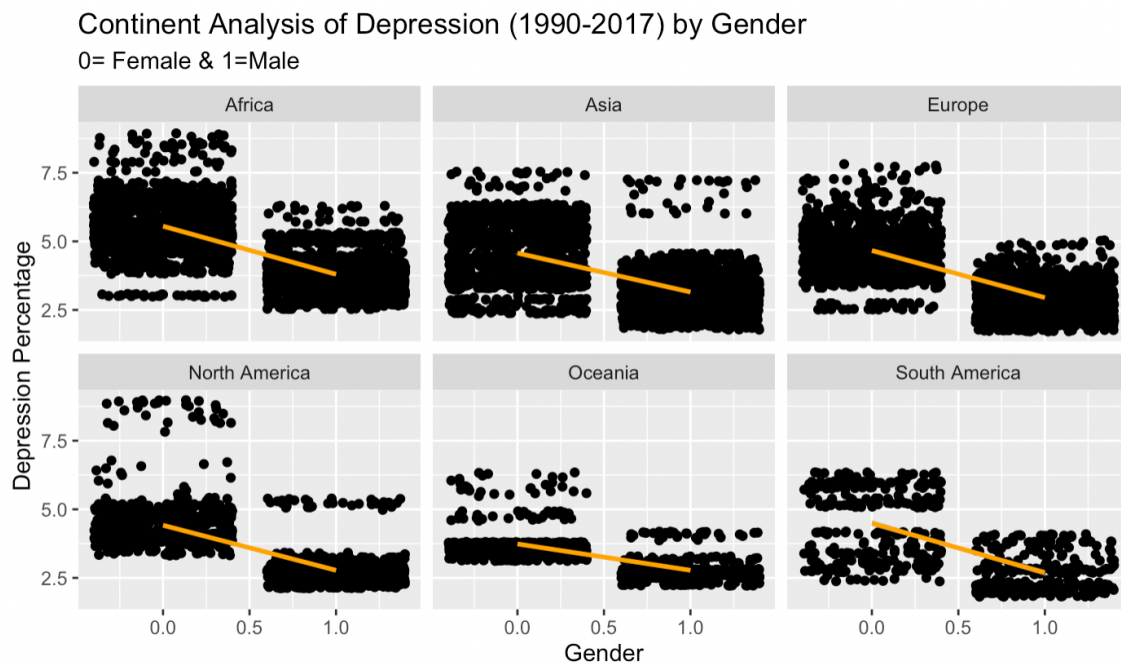 Continent Analysis of Depression (1990-2017) by Gender
0= Female & 1=Male
Africa
Asia
Europe
7.5
5.0
2.5
North America
Oceania
South America
7.5
5.0
2.5
Depression Percentage
0.0 0.5 1.0 0.0 0.5 1.0 0.0 0.5 1.0
Gender